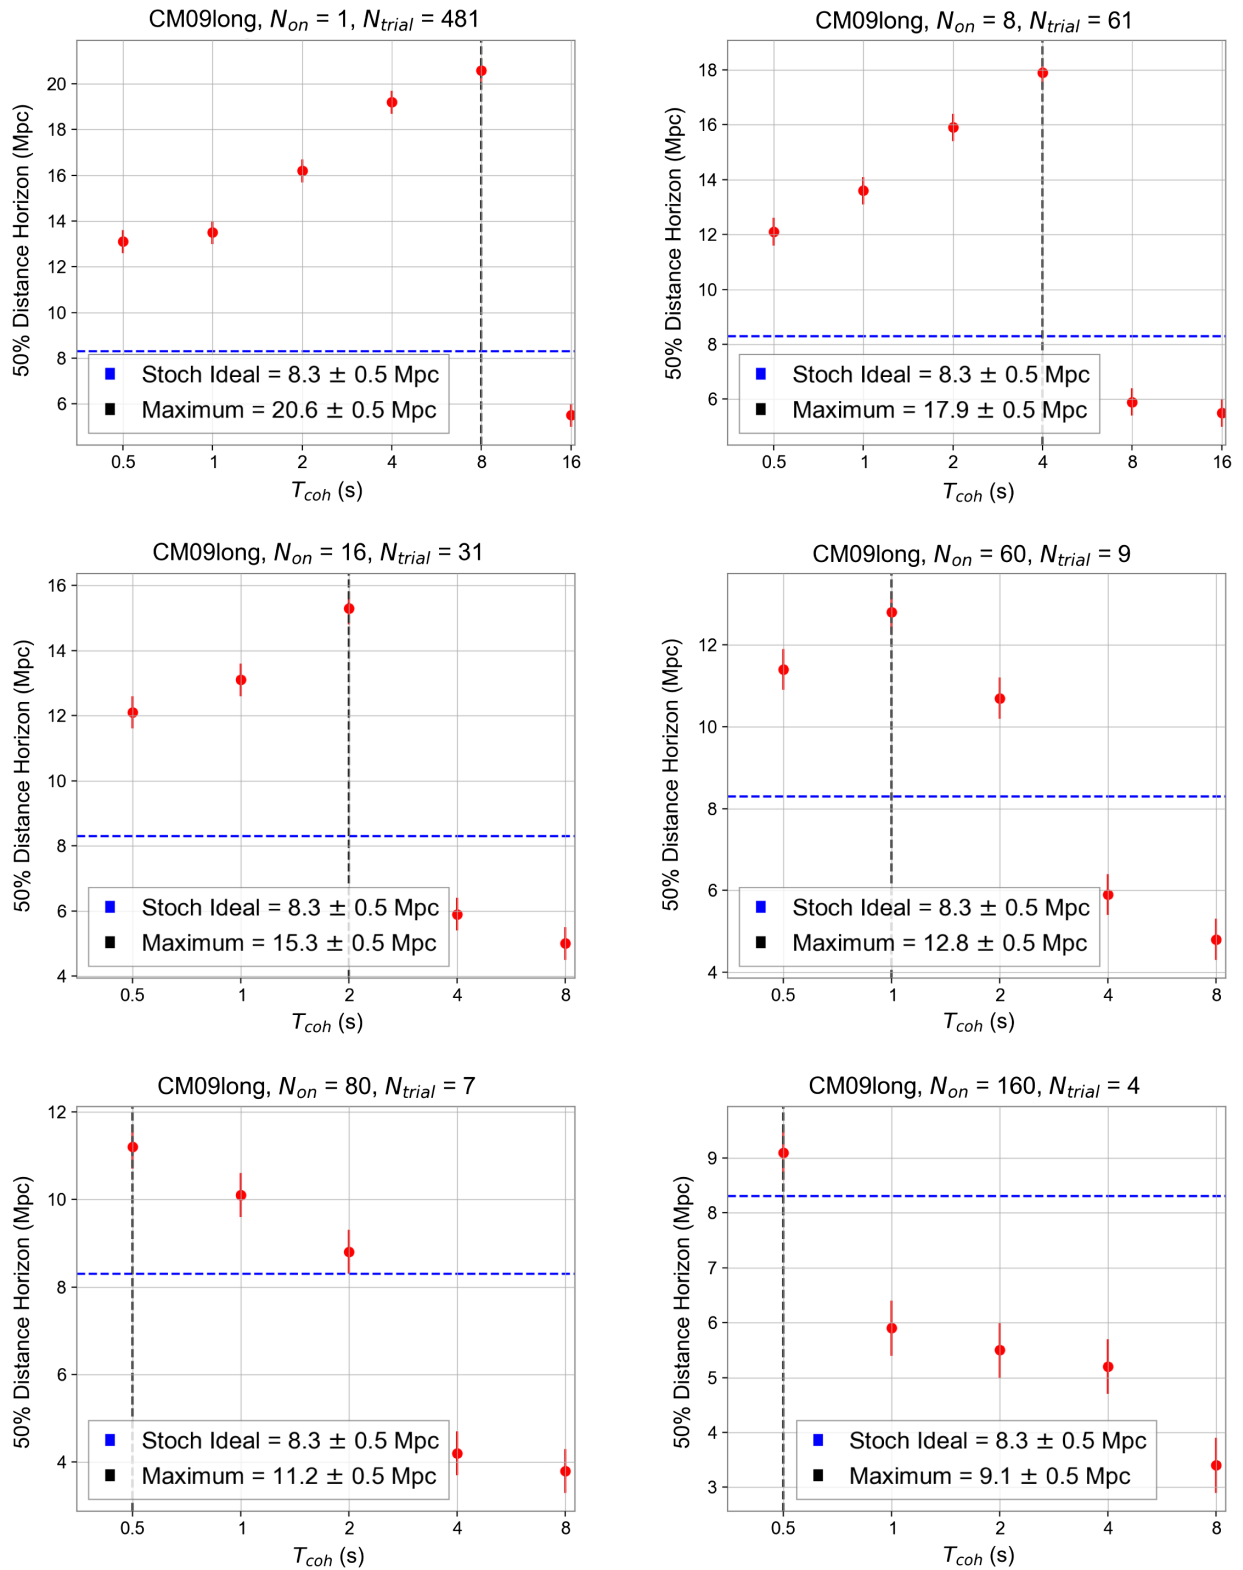 CM09long, N_on = 1, N_trial = 481
50% Distance Horizon (Mpc)
20
18
16
14
12
10
8
6
Stoch Ideal = 8.3 ± 0.5 Mpc
Maximum = 20.6 ± 0.5 Mpc
0.5 1 2 4 8 16
T_coh (s)
CM09long, N_on = 8, N_trial = 61
50% Distance Horizon (Mpc)
18
16
14
12
10
8
6
Stoch Ideal = 8.3 ± 0.5 Mpc
Maximum = 17.9 ± 0.5 Mpc
0.5 1 2 4 8 16
T_coh (s)
CM09long, N_on = 16, N_trial = 31
50% Distance Horizon (Mpc)
16
14
12
10
8
6
4
Stoch Ideal = 8.3 ± 0.5 Mpc
Maximum = 15.3 ± 0.5 Mpc
0.5 1 2 4 8
T_coh (s)
CM09long, N_on = 60, N_trial = 9
50% Distance Horizon (Mpc)
12
10
8
6
4
Stoch Ideal = 8.3 ± 0.5 Mpc
Maximum = 12.8 ± 0.5 Mpc
0.5 1 2 4 8
T_coh (s)
CM09long, N_on = 80, N_trial = 7
50% Distance Horizon (Mpc)
12
10
8
6
4
Stoch Ideal = 8.3 ± 0.5 Mpc
Maximum = 11.2 ± 0.5 Mpc
0.5 1 2 4 8
T_coh (s)
CM09long, N_on = 160, N_trial = 4
50% Distance Horizon (Mpc)
9
8
7
6
5
4
3
Stoch Ideal = 8.3 ± 0.5 Mpc
Maximum = 9.1 ± 0.5 Mpc
0.5 1 2 4 8
T_coh (s)